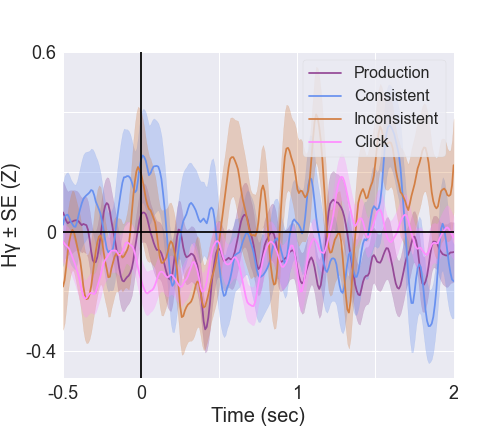 0.6
Production
Consistent
Inconsistent
Click
Hγ ± SE (Z)
0
-0.4
-0.5
0
1
2
Time (sec)